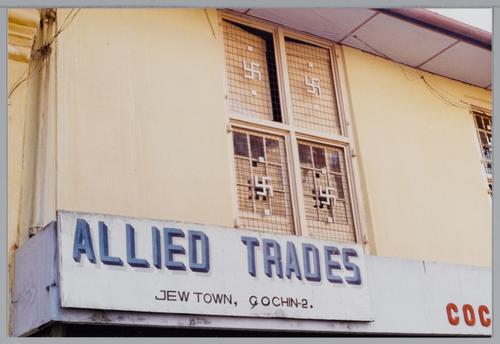 ALLIED TRADES
JEW TOWN, COCHIN-2.
COC